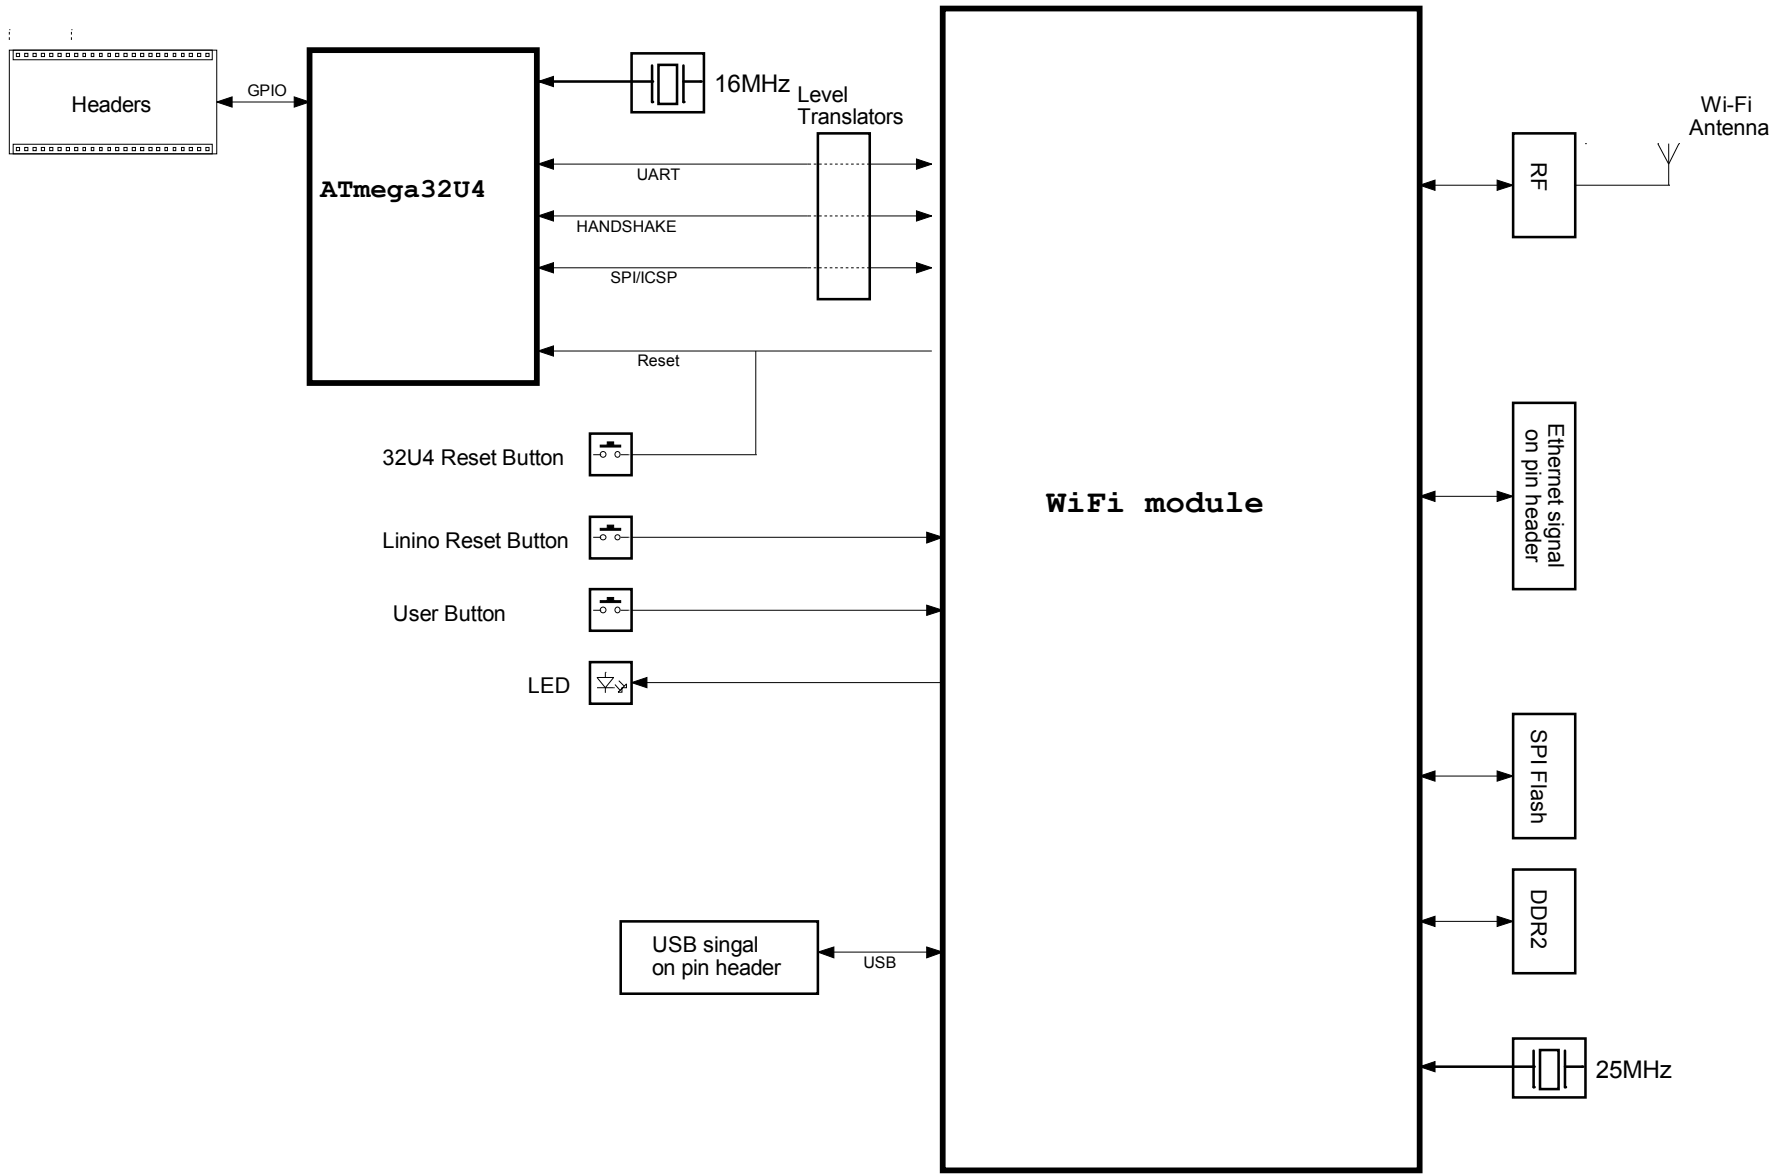 Headers
GPIO
ATmega32U4
16MHz
Level
Translators
UART
HANDSHAKE
SPI/ICSP
Reset
32U4 Reset Button
Linino Reset Button
User Button
LED
USB singal
on pin header
USB
WiFi module
Wi-Fi
Antenna
RF
Ethernet signal
on pin header
SPI Flash
DDR2
25MHz